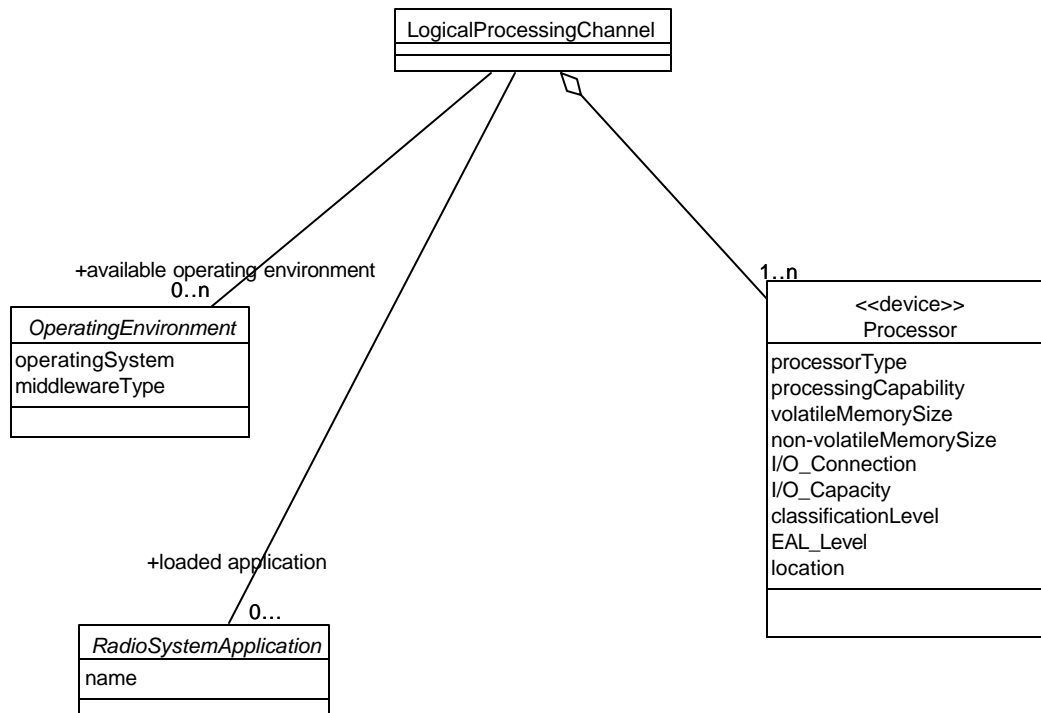 LogicalProcessingChannel
+available operating environment
0..n
1..n
OperatingEnvironment
operatingSystem
middlewareType
<<device>>
Processor
processorType
processingCapability
volatileMemorySize
non-volatileMemorySize
I/O_Connection
I/O_Capacity
classificationLevel
EAL_Level
location
+loaded application
0...
RadioSystemApplication
name